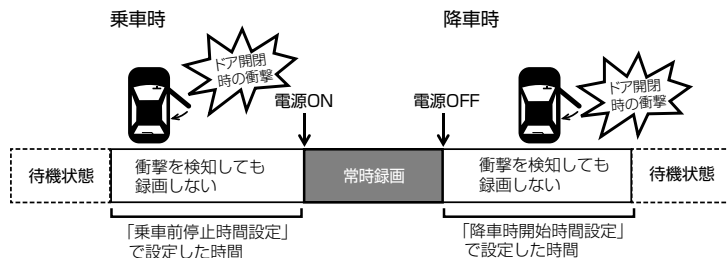 乗車時
降車時
ドア開閉
時の衝撃
ドア開閉
時の衝撃
電源ON
電源OFF
待機状態
衝撃を検知しても
録画しない
常時録画
衝撃を検知しても
録画しない
待機状態
「乗車前停止時間設定」
で設定した時間
「降車時開始時間設定」
で設定した時間